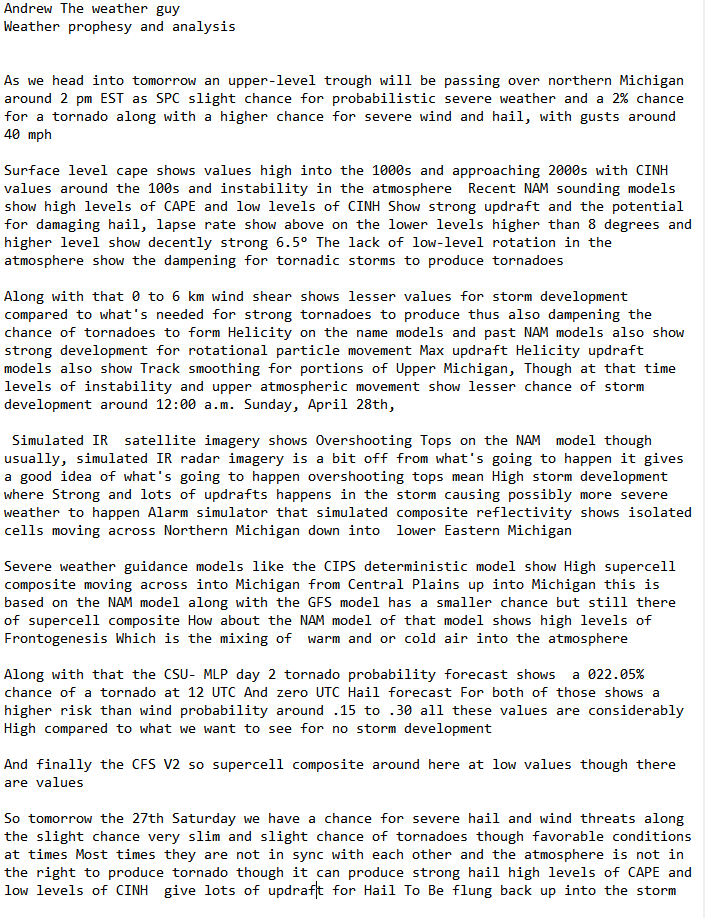 Andrew The weather guy
Weather prophesy and analysis
As we head into tomorrow an upper-level trough will be passing over northern Michigan
around 2 pm EST as SPC slight chance for probabilistic severe weather and a 2% chance
for a tornado along with a higher chance for severe wind and hail, with gusts around
40 mph
Surface level cape shows values high into the 1000s and approaching 2000s with CINH
values around the 100s and instability in the atmosphere  Recent NAM sounding models
show high levels of CAPE and low levels of CINH Show strong updraft and the potential
for damaging hail, lapse rate show above on the lower levels higher than 8 degrees and
higher level show decently strong 6.5° The lack of low-level rotation in the
atmosphere show the dampening for tornadic storms to produce tornadoes
Along with that 0 to 6 km wind shear shows lesser values for storm development
compared to what's needed for strong tornadoes to produce thus also dampening the
chance of tornadoes to form Helicity on the name models and past NAM models also show
strong development for rotational particle movement Max updraft Helicity updraft
models also show Track smoothing for portions of Upper Michigan, Though at that time
levels of instability and upper atmospheric movement show lesser chance of storm
development around 12:00 a.m. Sunday, April 28th,
Simulated IR  satellite imagery shows Overshooting Tops on the NAM  model though
usually, simulated IR radar imagery is a bit off from what's going to happen it gives
a good idea of what's going to happen overshooting tops mean High storm development
where Strong and lots of updrafts happens in the storm causing possibly more severe
weather to happen Alarm simulator that simulated composite reflectivity shows isolated
cells moving across Northern Michigan down into  lower Eastern Michigan
Severe weather guidance models like the CIPS deterministic model show High supercell
composite moving across into Michigan from Central Plains up into Michigan this is
based on the NAM model along with the GFS model has a smaller chance but still there
of supercell composite How about the NAM model of that model shows high levels of
Frontogenesis Which is the mixing of  warm and or cold air into the atmosphere
Along with that the CSU- MLP day 2 tornado probability forecast shows  a 022.05%
chance of a tornado at 12 UTC And zero UTC Hail forecast For both of those shows a
higher risk than wind probability around .15 to .30 all these values are considerably
High compared to what we want to see for no storm development
And finally the CFS V2 so supercell composite around here at low values though there
are values
So tomorrow the 27th Saturday we have a chance for severe hail and wind threats along
the slight chance very slim and slight chance of tornadoes though favorable conditions
at times Most times they are not in sync with each other and the atmosphere is not in
the right to produce tornado though it can produce strong hail high levels of CAPE and
low levels of CINH  give lots of updraft for Hail To Be flung back up into the storm